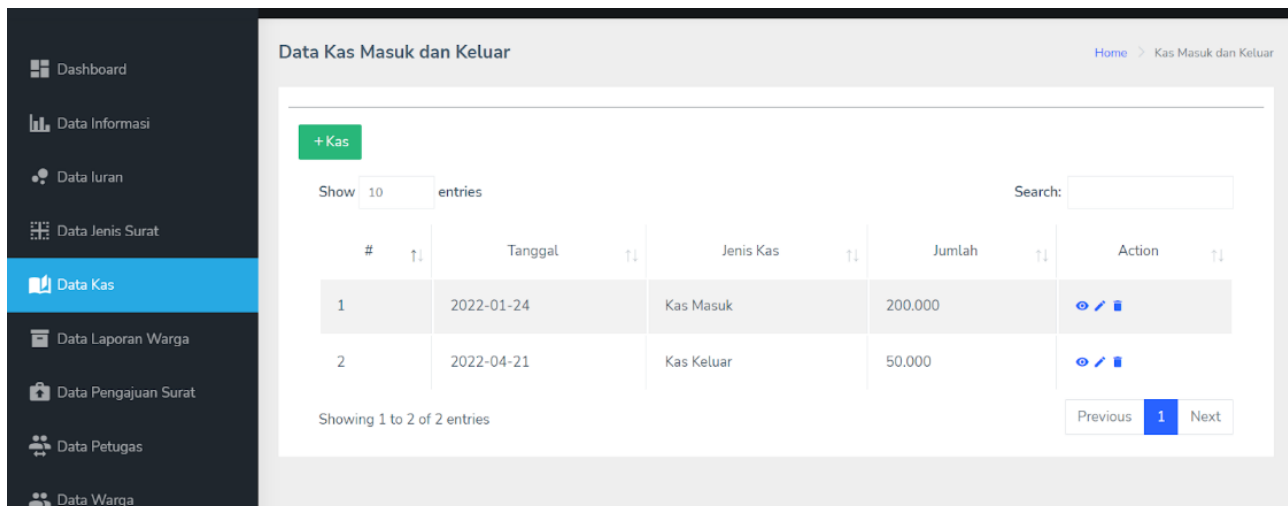 Dashboard
Data Informasi
Data Iuran
Data Jenis Surat
Data Kas
Data Laporan Warga
Data Pengajuan Surat
Data Petugas
Data Warga
Data Kas Masuk dan Keluar
Home > Kas Masuk dan Keluar
+Kas
Show 10 entries
Search:
# Tanggal Jenis Kas Jumlah Action
1 2022-01-24 Kas Masuk 200.000
2 2022-04-21 Kas Keluar 50.000
Showing 1 to 2 of 2 entries
Previous 1 Next